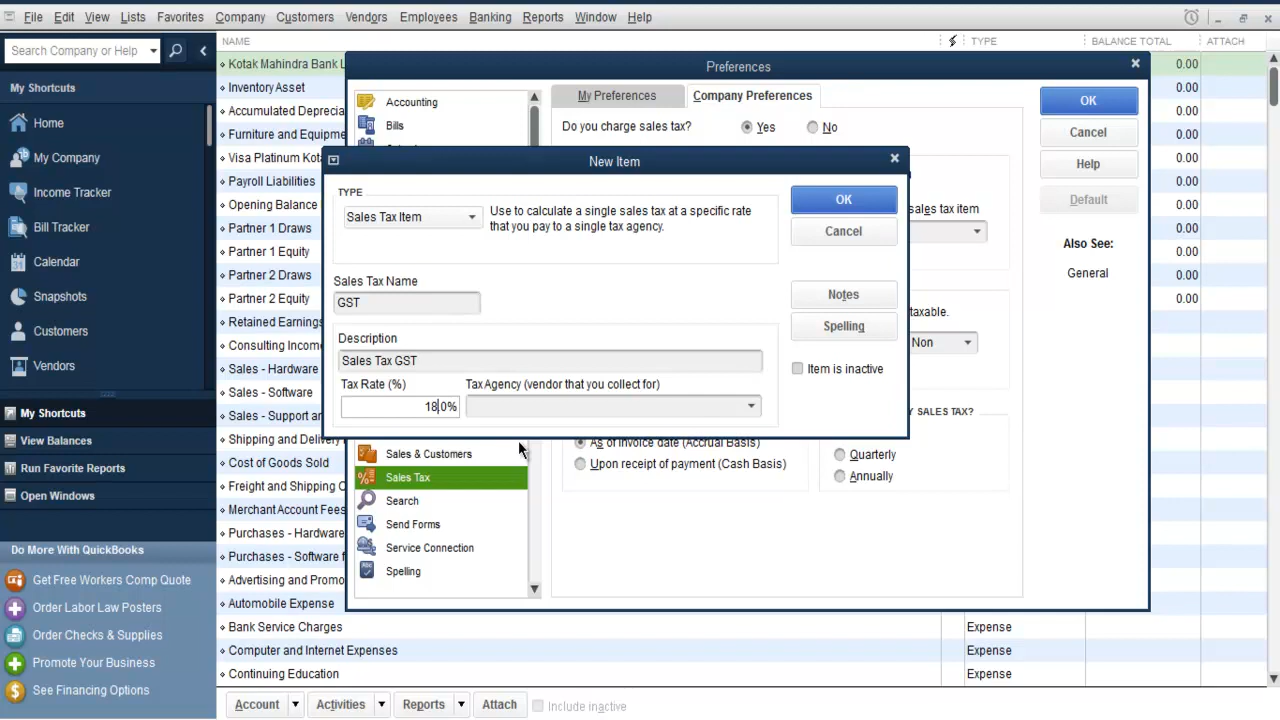 File Edit View Lists Favorites Company Customers Vendors Employees Banking Reports Window Help
Search Company or Help
My Shortcuts
Home
My Company
Income Tracker
Bill Tracker
Calendar
Snapshots
Customers
Vendors
My Shortcuts
View Balances
Run Favorite Reports
Open Windows
Do More With QuickBooks
Get Free Workers Comp Quote
Order Labor Law Posters
Order Checks & Supplies
Promote Your Business
See Financing Options
NAME TYPE BALANCE TOTAL ATTACH
Kotak Mahindra Bank 0.00
Inventory Asset 0.00
Accumulated Deprecia 0.00
Furniture and Equipme 0.00
Visa Platinum Kot 0.00
Payroll Liabilities 0.00
Opening Balance 0.00
Partner 1 Draws 0.00
Partner 1 Equity 0.00
Partner 2 Draws 0.00
Partner 2 Equity 0.00
Retained Earnings
Consulting Income
Sales - Hardware
Sales - Software
Sales - Support an
Shipping and Delivery
Cost of Goods Sold
Freight and Shipping C
Merchant Account Fees
Purchases - Hardware
Purchases - Software f
Advertising and Promo
Automobile Expense
Bank Service Charges Expense
Computer and Internet Expenses Expense
Continuing Education Expense
Account Activities Reports Attach Include inactive
Preferences
Accounting
Bills
Sales & Customers
Sales Tax
Search
Send Forms
Service Connection
Spelling
My Preferences Company Preferences
Do you charge sales tax? Yes No
sales tax item
taxable.
Non
Y SALES TAX?
As of invoice date (Accrual Basis)
Upon receipt of payment (Cash Basis)
Quarterly
Annually
OK
Cancel
Help
Default
Also See:
General
New Item
TYPE
Sales Tax Item
Use to calculate a single sales tax at a specific rate
that you pay to a single tax agency.
Sales Tax Name
GST
Description
Sales Tax GST
Tax Rate (%) Tax Agency (vendor that you collect for)
18.0%
OK
Cancel
Notes
Spelling
Item is inactive